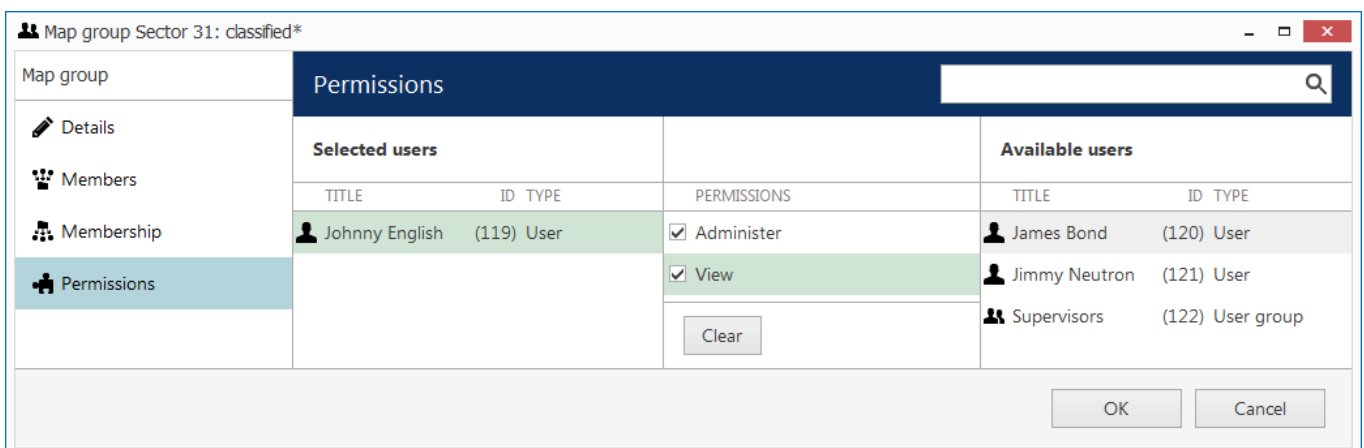 Map group Sector 31: classified*
Map group
Details
Members
Membership
Permissions
Permissions
Selected users
TITLE ID TYPE
Johnny English (119) User
PERMISSIONS
Administer
View
Clear
Available users
TITLE ID TYPE
James Bond (120) User
Jimmy Neutron (121) User
Supervisors (122) User group
OK Cancel